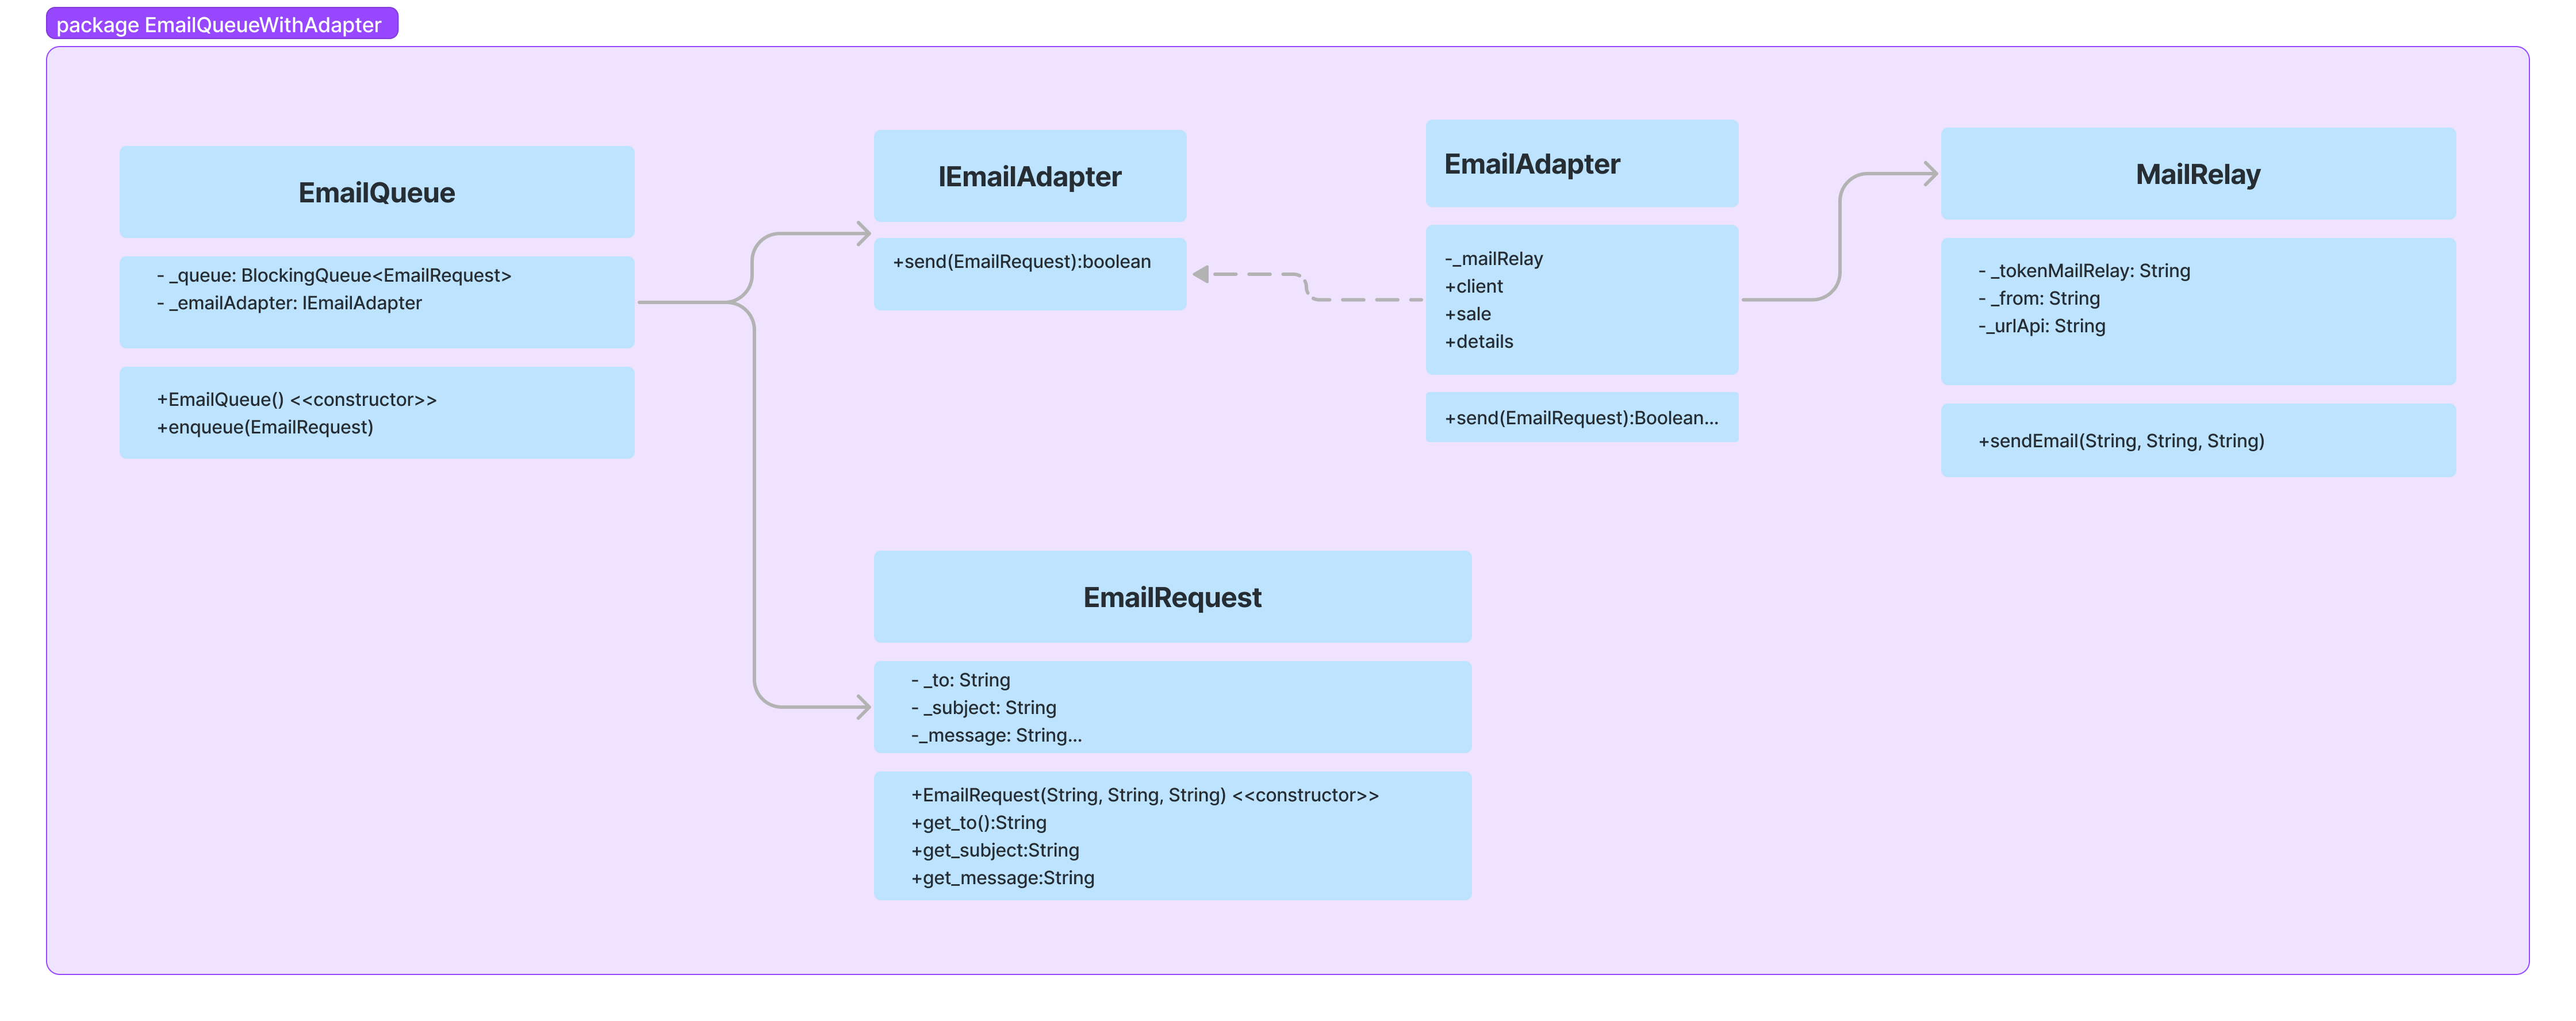 package EmailQueueWithAdapter
EmailQueue
- _queue: BlockingQueue<EmailRequest>
- _emailAdapter: IEmailAdapter
+EmailQueue() <<constructor>>
+enqueue(EmailRequest)
IEmailAdapter
+send(EmailRequest):boolean
EmailAdapter
-_mailRelay
+client
+sale
+details
+send(EmailRequest):Boolean...
MailRelay
- _tokenMailRelay: String
- _from: String
-_urlApi: String
+sendEmail(String, String, String)
EmailRequest
- _to: String
- _subject: String
-_message: String...
+EmailRequest(String, String, String) <<constructor>>
+get_to():String
+get_subject:String
+get_message:String